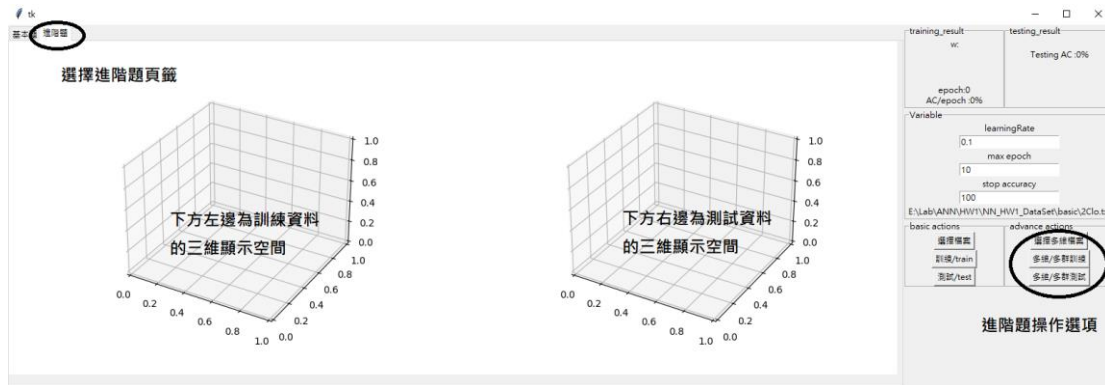 tk
基本題 進階題
選擇進階題頁籤
1.0
0.8
0.6
0.4
0.2
0.0
0.0
0.2
0.4
0.6
0.8
1.0
0.0
0.2
0.4
0.6
0.8
1.0
下方左邊為訓練資料
的三維顯示空間
1.0
0.8
0.6
0.4
0.2
0.0
0.0
0.2
0.4
0.6
0.8
1.0
0.0
0.2
0.4
0.6
0.8
1.0
下方右邊為測試資料
的三維顯示空間
training_result
w:
epoch:0
AC/epoch :0%
testing_result
Testing AC :0%
Variable
learningRate
0.1
max epoch
10
stop accuracy
100
E:\Lab\ANN\HW1\NN_HW1_DataSet\basic\2Clo.t
basic actions
選擇檔案
訓練/train
測試/test
advance actions
選擇多維檔案
多維/多群訓練
多維/多群測試
進階題操作選項